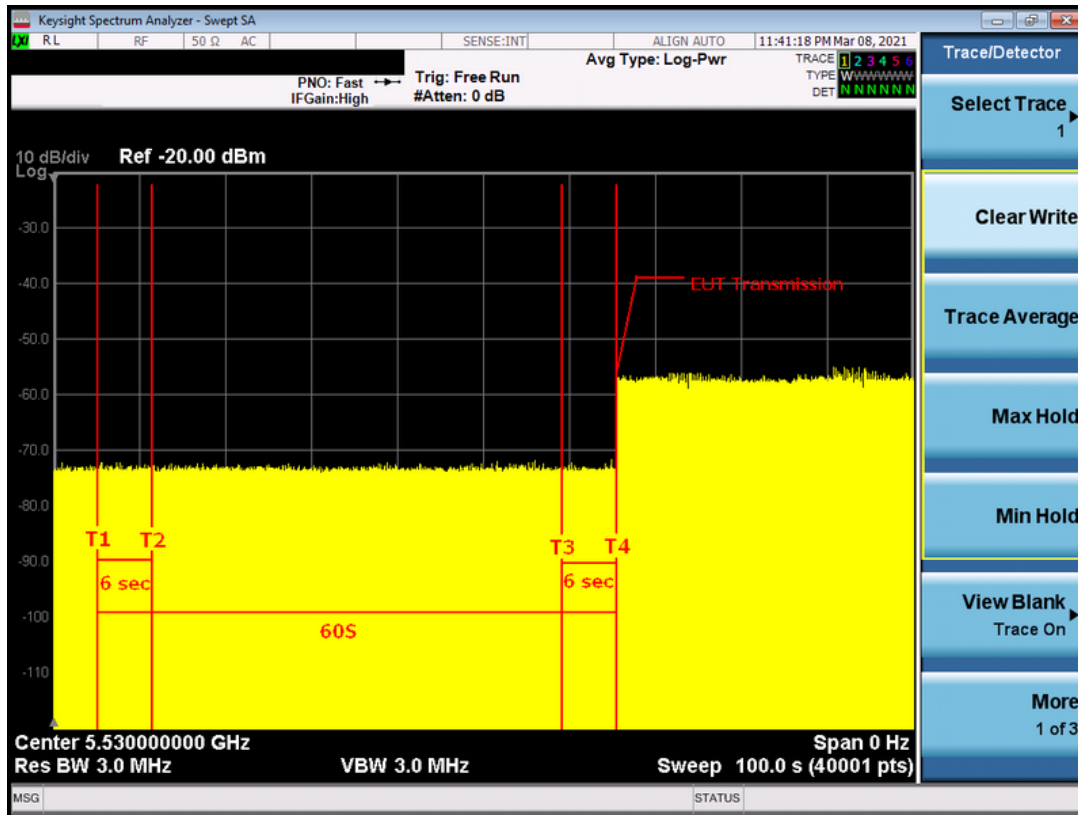 Keysight Spectrum Analyzer - Swept SA
LXI RL RF 50 Ω AC SENSE:INT ALIGN AUTO 11:41:18 PM Mar 08, 2021
Avg Type: Log-Pwr
TRACE 1 2 3 4 5 6
PNO: Fast Trig: Free Run
TYPE WWWWWW
IFGain:High #Atten: 0 dB
DET N N N N N N
10 dB/div Ref -20.00 dBm
Log
-30.0
-40.0
EUT Transmission
-50.0
-60.0
-70.0
-80.0
T1 T2 T3 T4
-90.0
6 sec 6 sec
-100
60S
-110
Center 5.530000000 GHz Span 0 Hz
Res BW 3.0 MHz VBW 3.0 MHz Sweep 100.0 s (40001 pts)
MSG STATUS
Trace/Detector
Select Trace
1
Clear Write
Trace Average
Max Hold
Min Hold
View Blank
Trace On
More
1 of 3